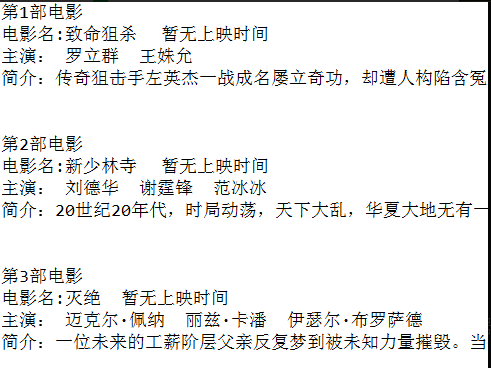 第1部电影
电影名:致命狙杀  暂无上映时间
主演： 罗立群  王姝允
简介：传奇狙击手左英杰一战成名屡立奇功，却遭人构陷含冤
第2部电影
电影名:新少林寺  暂无上映时间
主演： 刘德华  谢霆锋  范冰冰
简介：20世纪20年代，时局动荡，天下大乱，华夏大地无有一
第3部电影
电影名:灭绝  暂无上映时间
主演： 迈克尔·佩纳  丽兹·卡潘  伊瑟尔·布罗萨德
简介：一位未来的工薪阶层父亲反复梦到被未知力量摧毁。当